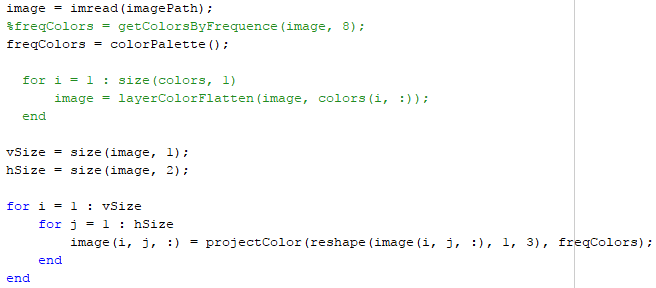 image = imread(imagePath);
%freqColors = getColorsByFrequence(image, 8);
freqColors = colorPalette();
for i = 1 : size(colors, 1)
image = layerColorFlatten(image, colors(i, :));
end
vSize = size(image, 1);
hSize = size(image, 2);
for i = 1 : vSize
for j = 1 : hSize
image(i, j, :) = projectColor(reshape(image(i, j, :), 1, 3), freqColors);
end
end